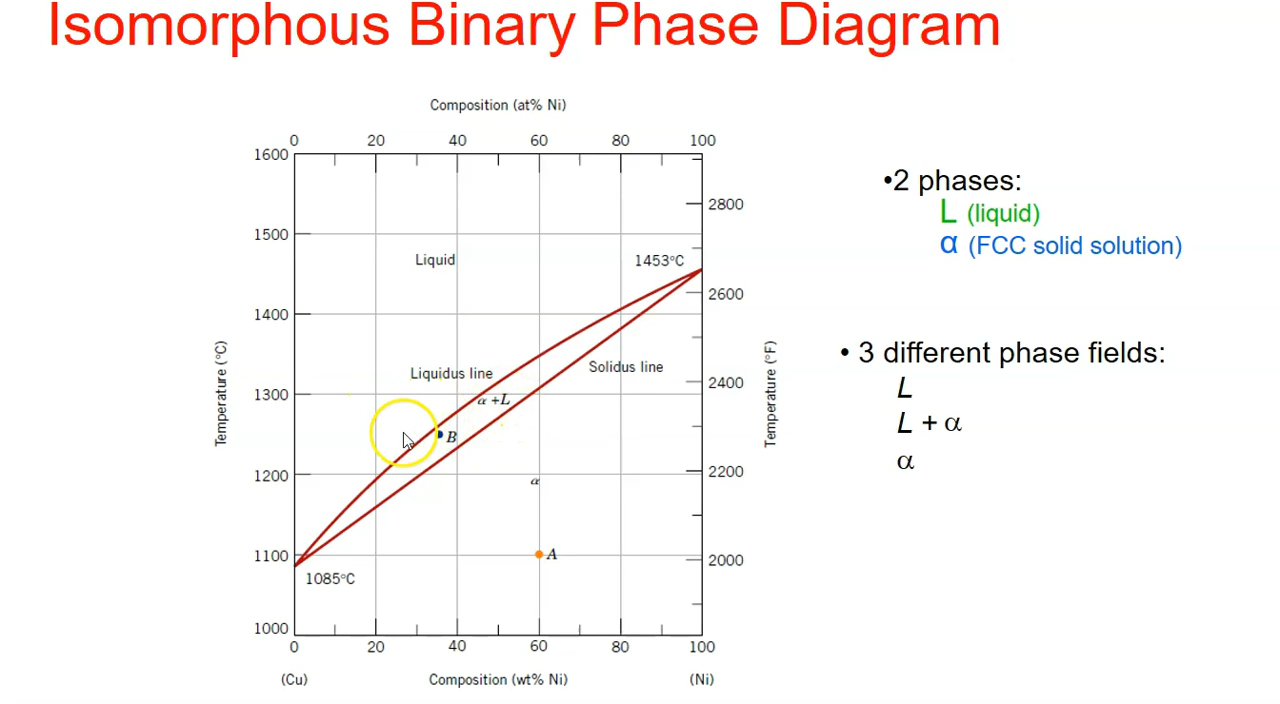 Isomorphous Binary Phase Diagram
Composition (at% Ni)
0 20 40 60 80 100
1600
1500
1400
1300
1200
1100
1000
Temperature (°C)
2800
2600
2400
2200
2000
Temperature (°F)
Liquid
1453°C
Liquidus line
Solidus line
α +L
B
α
A
1085°C
0 20 40 60 80 100
(Cu) Composition (wt% Ni) (Ni)
•2 phases:
L (liquid)
α (FCC solid solution)
• 3 different phase fields:
L
L + α
α